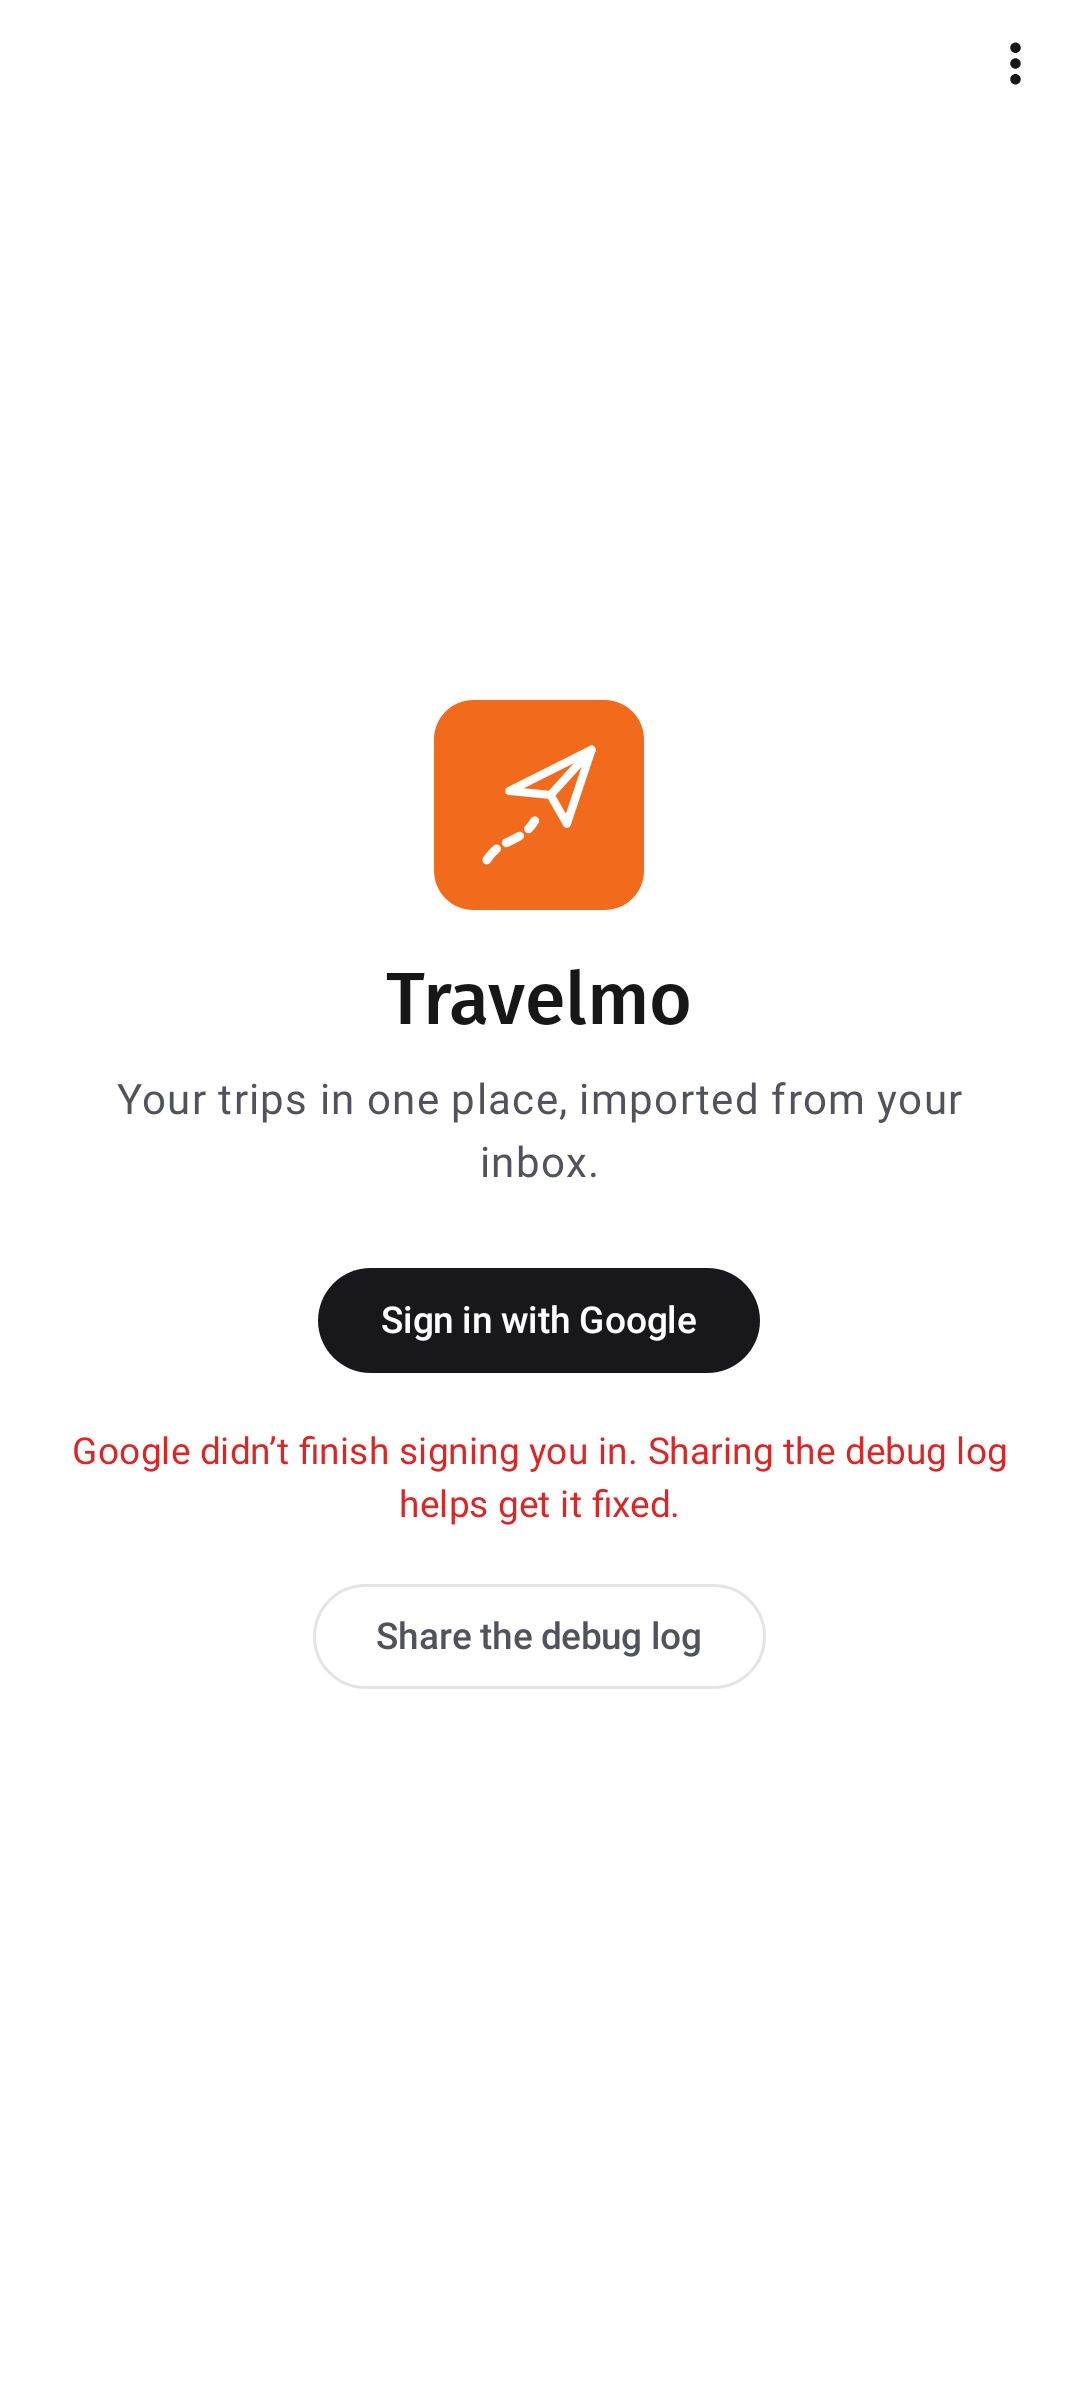 Travelmo
Your trips in one place, imported from your
inbox.
Sign in with Google
Google didn’t finish signing you in. Sharing the debug log
helps get it fixed.
Share the debug log